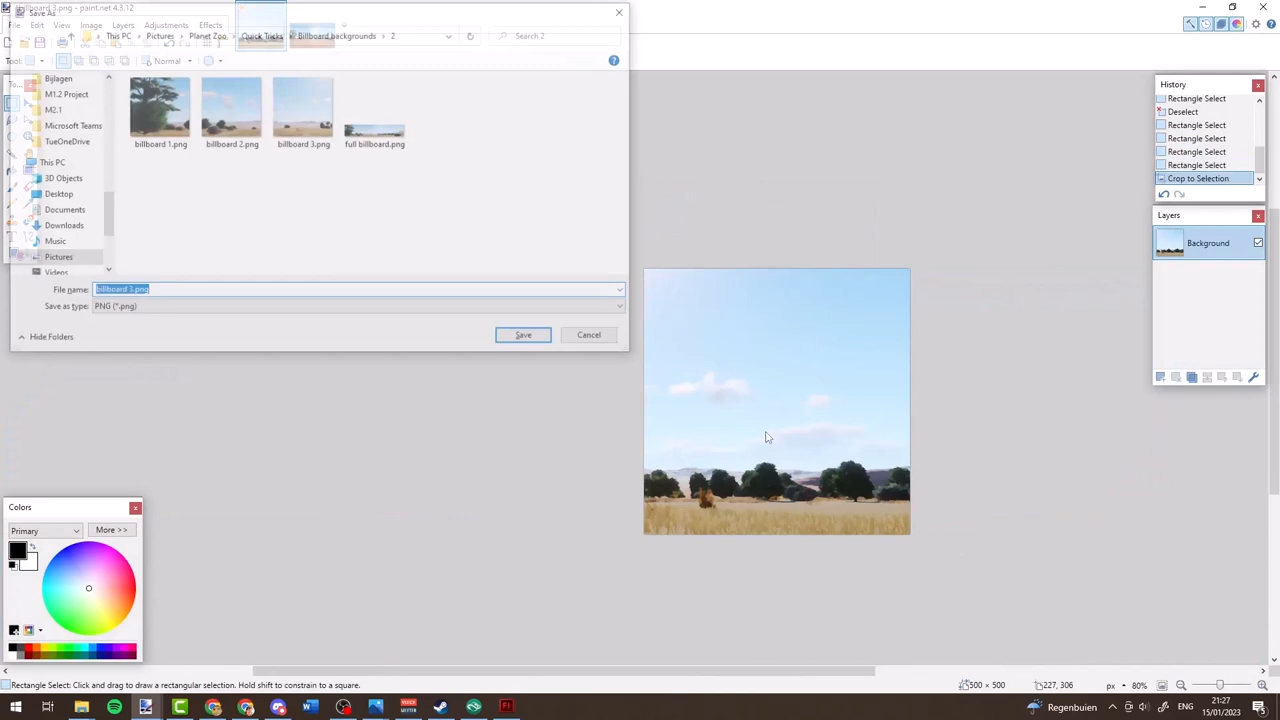 billboard 3.png - paint.net 4.3.12
Save As
File Edit View Image Layers Adjustments Effects
This PC Pictures Planet Zoo Quick Tricks Billboard backgrounds 2
Search 2
Tool:
Normal
Bijlagen
M1.2 Project
M2.1
Microsoft Teams
TueOneDrive
This PC
3D Objects
Desktop
Documents
Downloads
Music
Pictures
Videos
billboard 1.png
billboard 2.png
billboard 3.png
full billboard.png
File name: billboard 3.png
Save as type: PNG (*.png)
Hide Folders
Save
Cancel
History
Rectangle Select
Deselect
Rectangle Select
Rectangle Select
Rectangle Select
Rectangle Select
Crop to Selection
Layers
Background
Colors
Primary
More >>
Rectangle Select: Click and drag to draw a rectangular selection. Hold shift to constrain to a square.
500 × 500
227, 306
px
80%
Regenbuien
ENG
21:27
15/01/2023